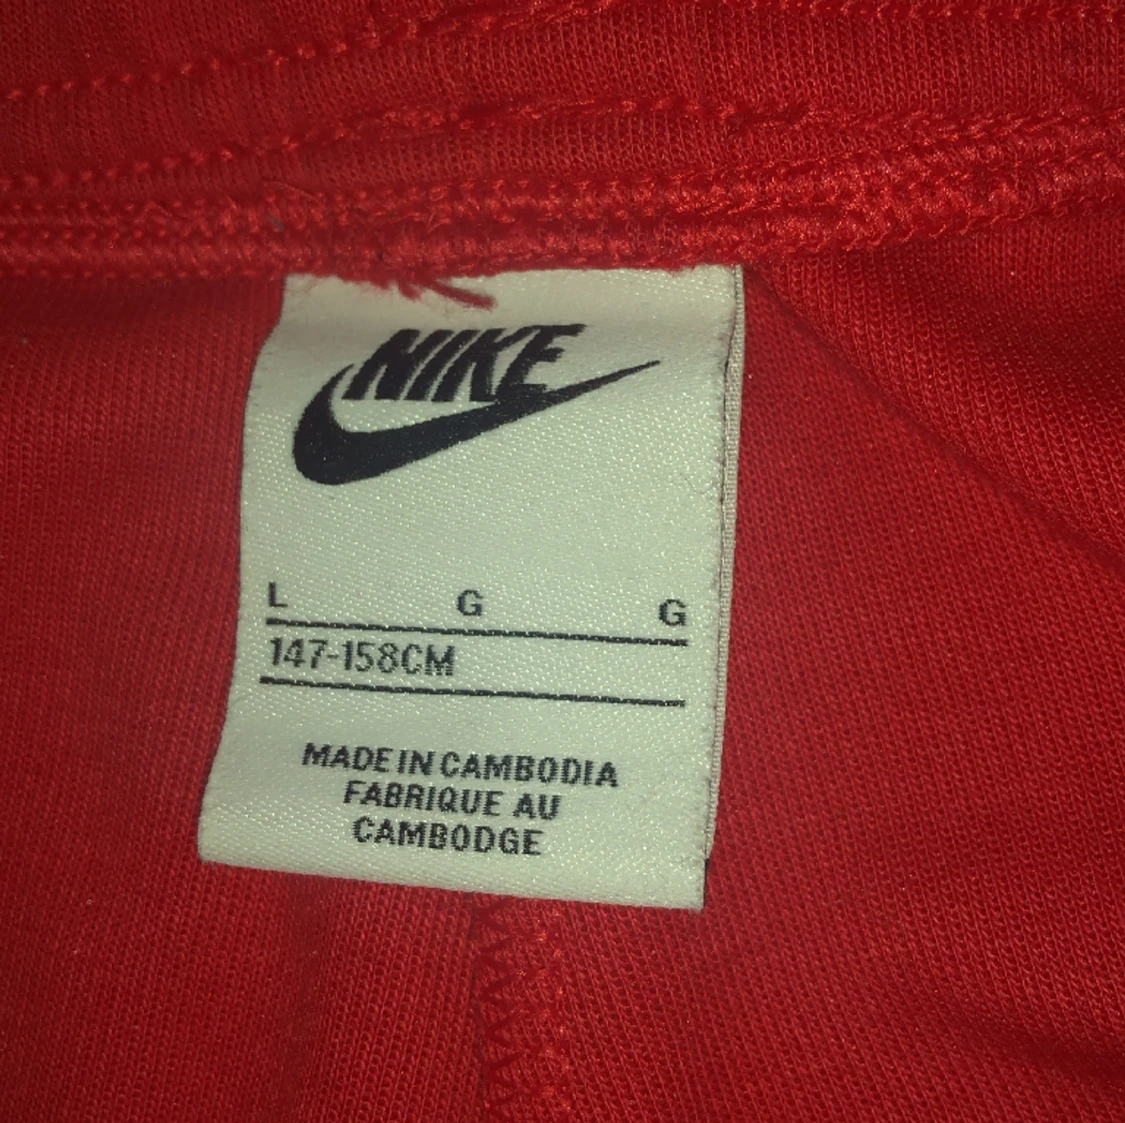 NIKE
L G G
147-158CM
MADE IN CAMBODIA
FABRIQUE AU
CAMBODGE